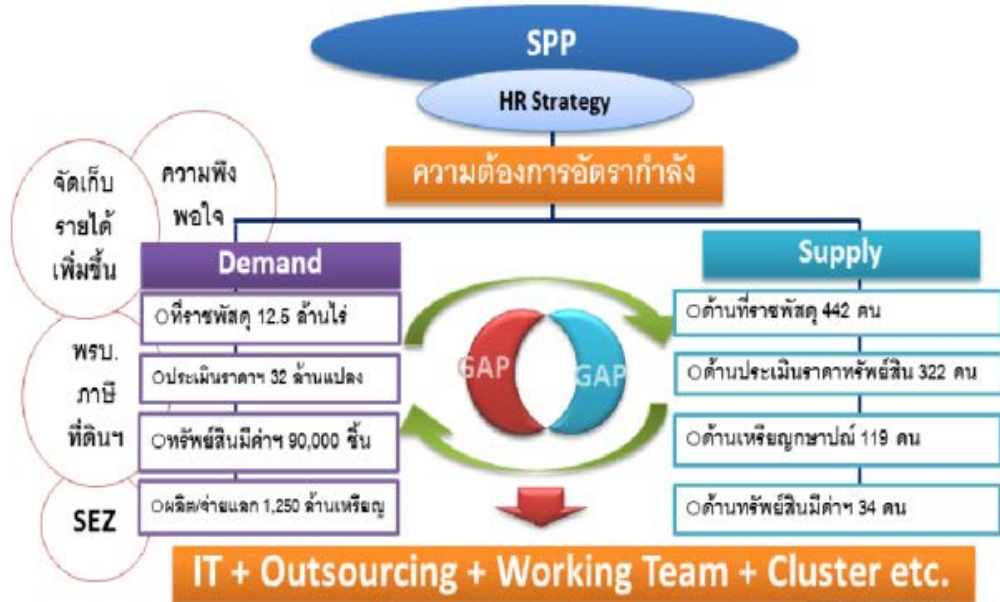 SPP
HR Strategy
ความต้องการอัตรากำลัง
ความพึง
พอใจ
จัดเก็บ
รายได้
เพิ่มขึ้น
พรบ.
ภาษี
ที่ดินฯ
SEZ
Demand
○ที่ราชพัสดุ 12.5 ล้านไร่
○ประเมินราคาฯ 32 ล้านแปลง
○ทรัพย์สินมีค่าฯ 90,000 ชิ้น
○ผลิต/จ่ายแลก 1,250 ล้านเหรียญ
GAP
GAP
Supply
○ด้านที่ราชพัสดุ 442 คน
○ด้านประเมินราคาทรัพย์สิน 322 คน
○ด้านเหรียญกษาปณ์ 119 คน
○ด้านทรัพย์สินมีค่าฯ 34 คน
IT + Outsourcing + Working Team + Cluster etc.